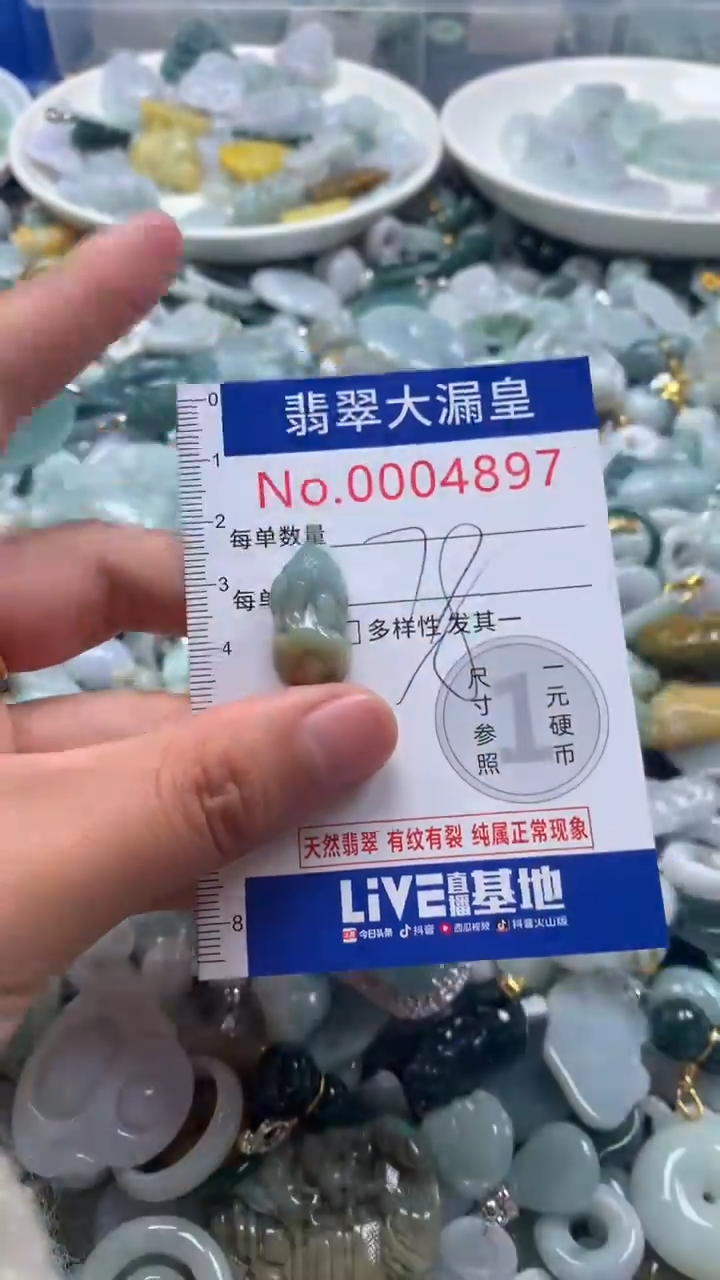 翡翠大漏皇
No.0004897
每单数量
每单
78
多样性 发其一
一元硬币
尺寸参照
1
天然翡翠 有纹有裂 纯属正常现象
LiVE直播基地
今日头条 抖音 西瓜视频 抖音火山版
0
1
2
3
4
8